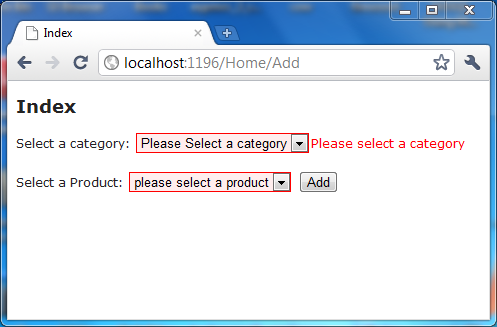 Index
localhost:1196/Home/Add
Index
Select a category: Please Select a category Please select a category
Select a Product: please select a product Add